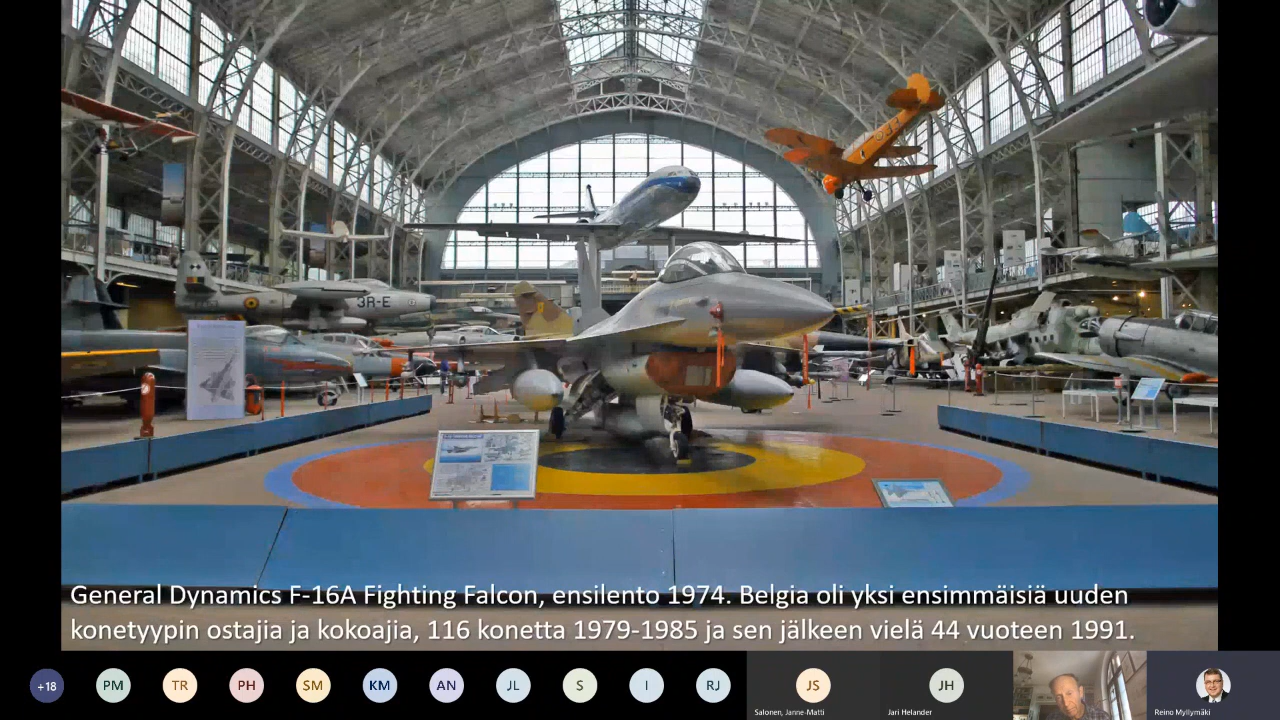 3R-E
General Dynamics F-16A Fighting Falcon, ensilento 1974. Belgia oli yksi ensimmäisiä uuden
konetyypin ostajia ja kokoajia, 116 konetta 1979-1985 ja sen jälkeen vielä 44 vuoteen 1991.
+18 PM TR PH SM KM AN JL S I RJ JS JH
Salonen, Janne-Matti Jari Helander Reino Myllymäki